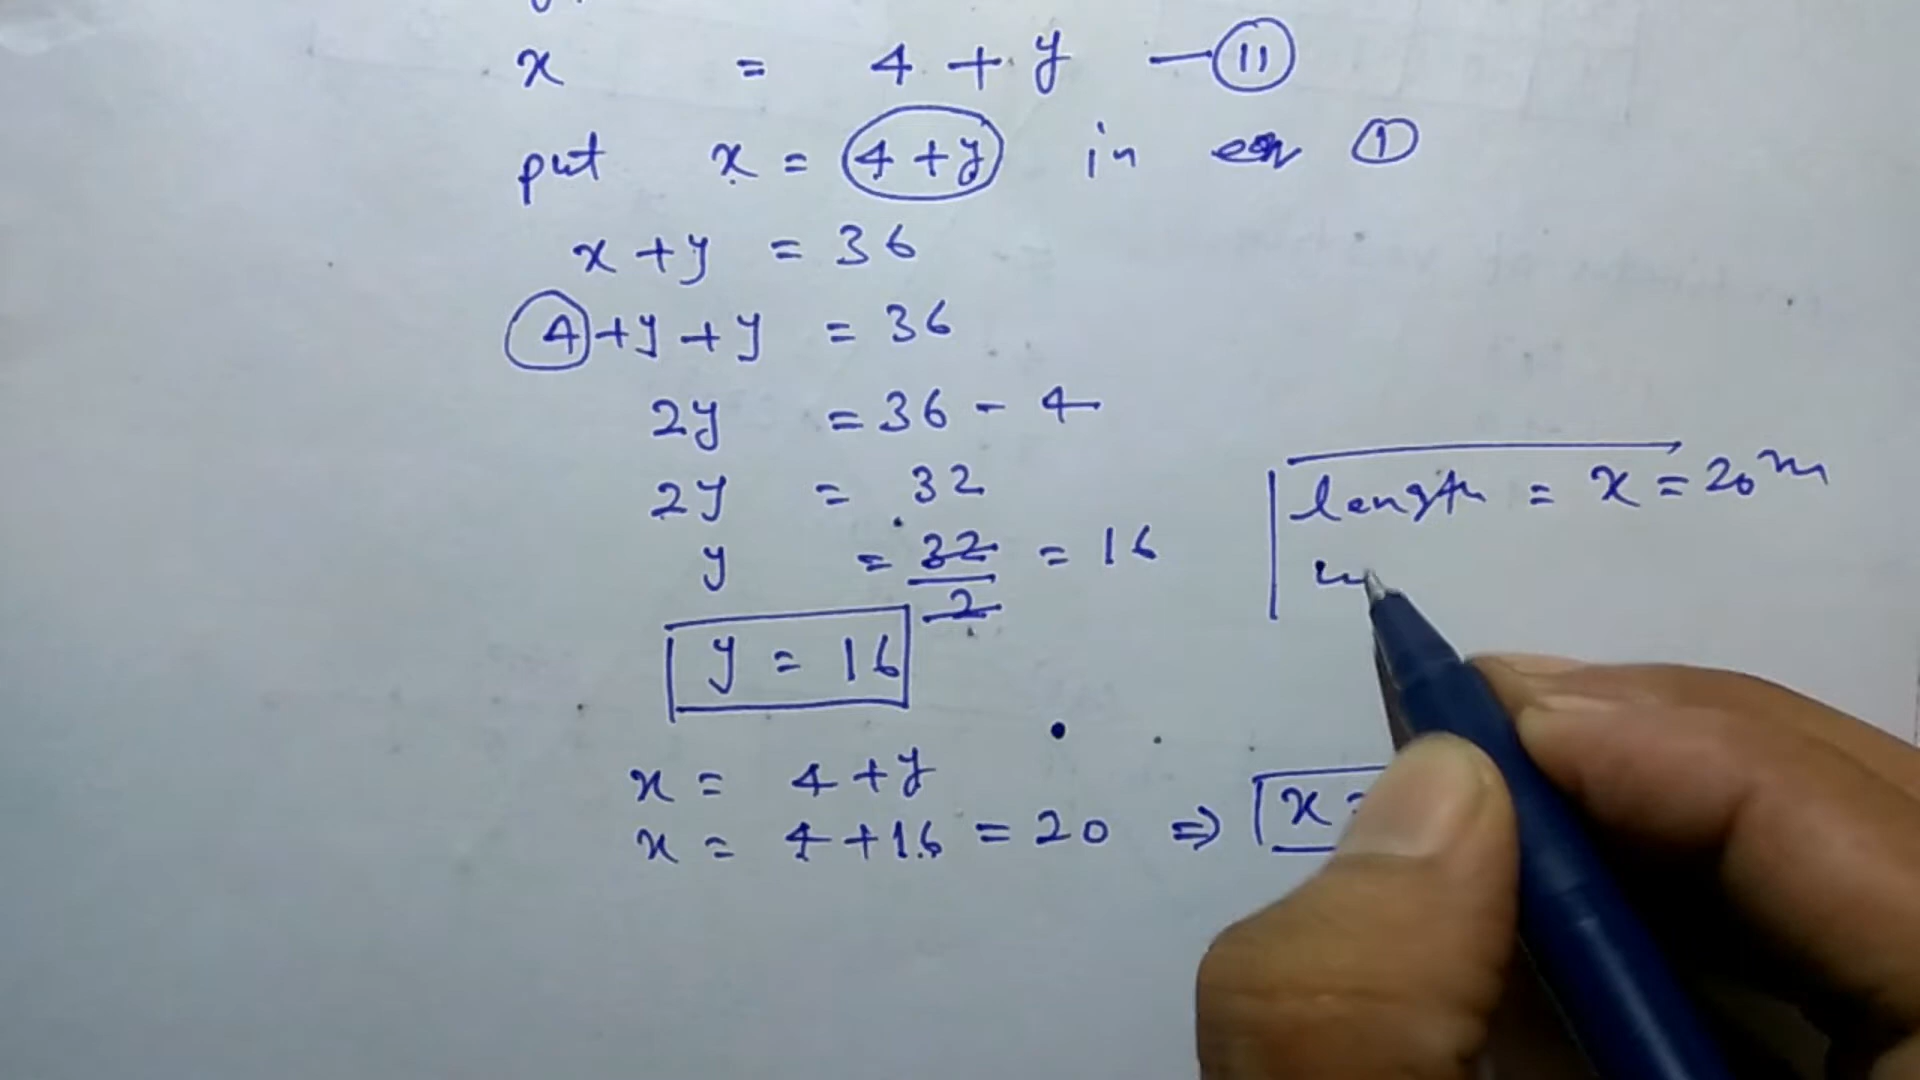 x = 4 + y — 11
put x = 4 + y in eq 1
x + y = 36
4 + y + y = 36
2y = 36 - 4
2y = 32
y = 32/2 = 16
y = 16
x = 4 + y
x = 4 + 16 = 20 ⇒ x =
length = x = 20 m